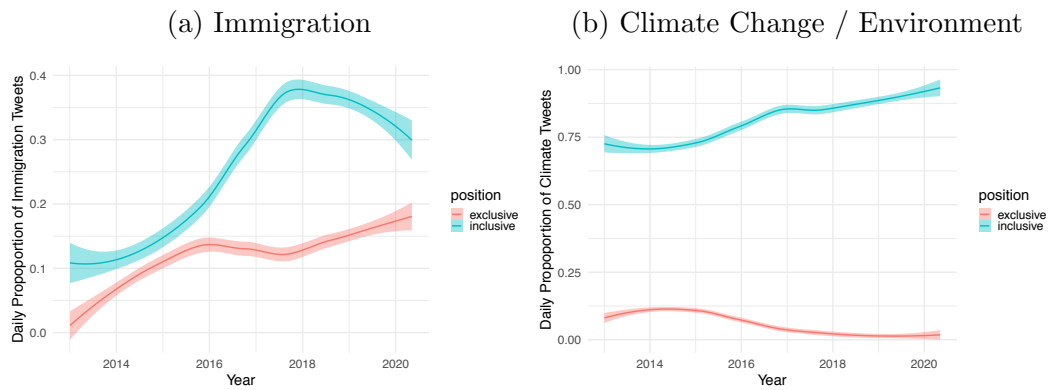 (a) Immigration
Daily Propoportion of Immigration Tweets
0.4
0.3
0.2
0.1
0.0
2014
2016
2018
2020
Year
position
exclusive
inclusive
(b) Climate Change / Environment
Daily Propoportion of Climate Tweets
1.00
0.75
0.50
0.25
0.00
2014
2016
2018
2020
Year
position
exclusive
inclusive